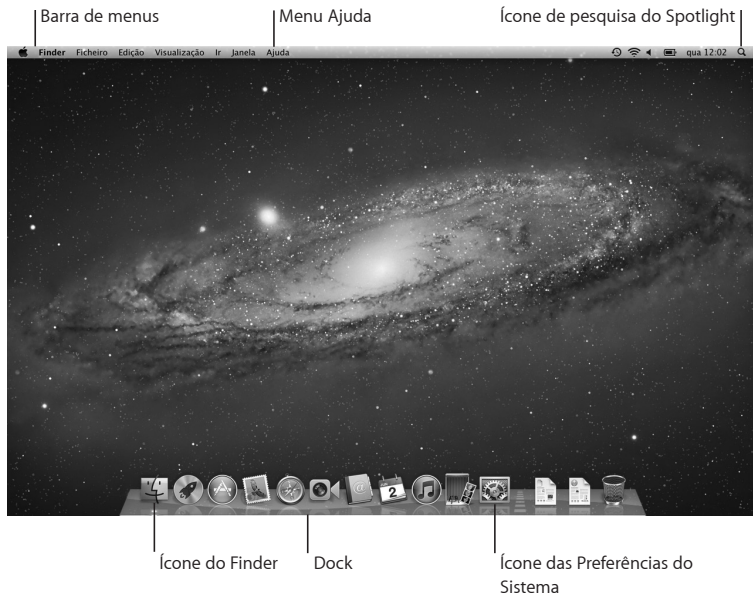 Barra de menus
Menu Ajuda
Ícone de pesquisa do Spotlight
Finder Ficheiro Edição Visualização Ir Janela Ajuda
qua 12:02
2
Ícone do Finder
Dock
Ícone das Preferências do
Sistema